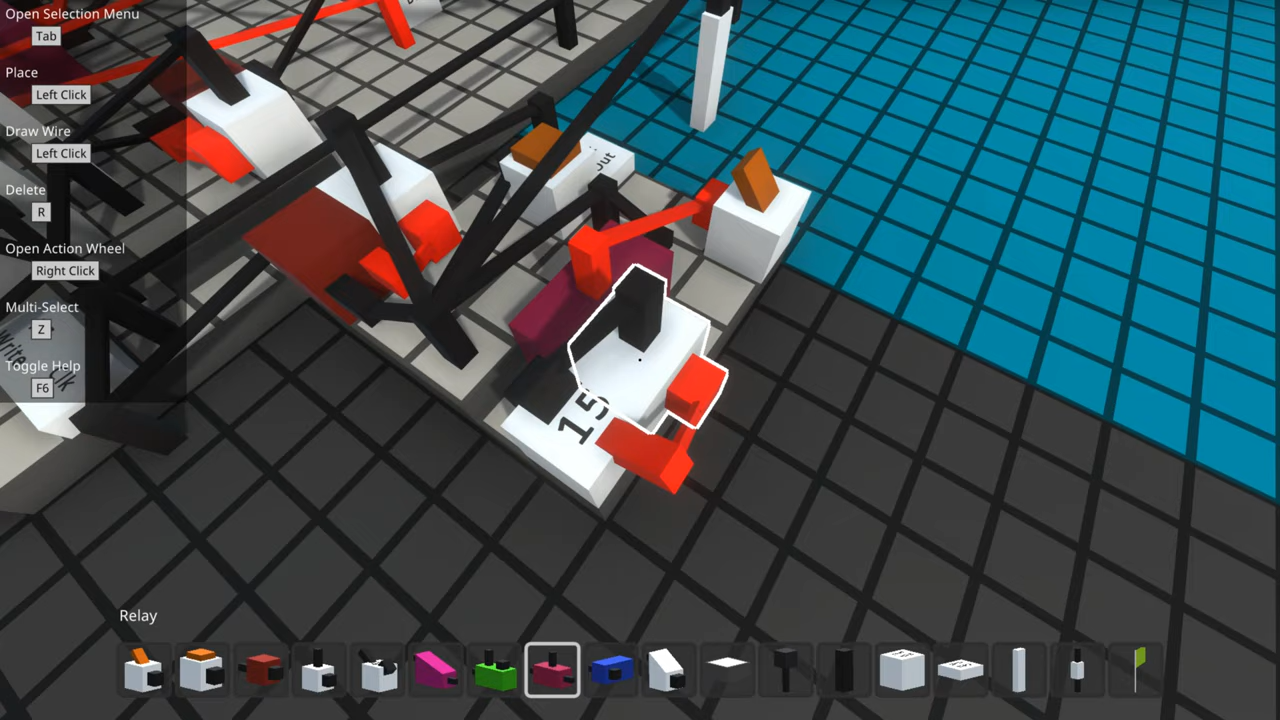 Open Selection Menu
Tab
Place
Left Click
Draw Wire
Left Click
Delete
R
Open Action Wheel
Right Click
Multi-Select
Z
Toggle Help
F6
15
Relay